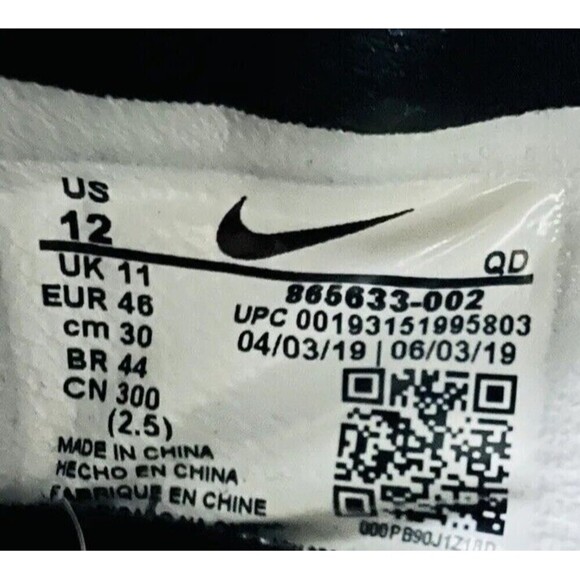 US
12
UK 11
EUR 46
cm 30
BR 44
CN 300
(2.5)
MADE IN CHINA
HECHO EN CHINA
FABRIQUE EN CHINE
QD
865633-002
UPC 00193151995803
04/03/19 | 06/03/19